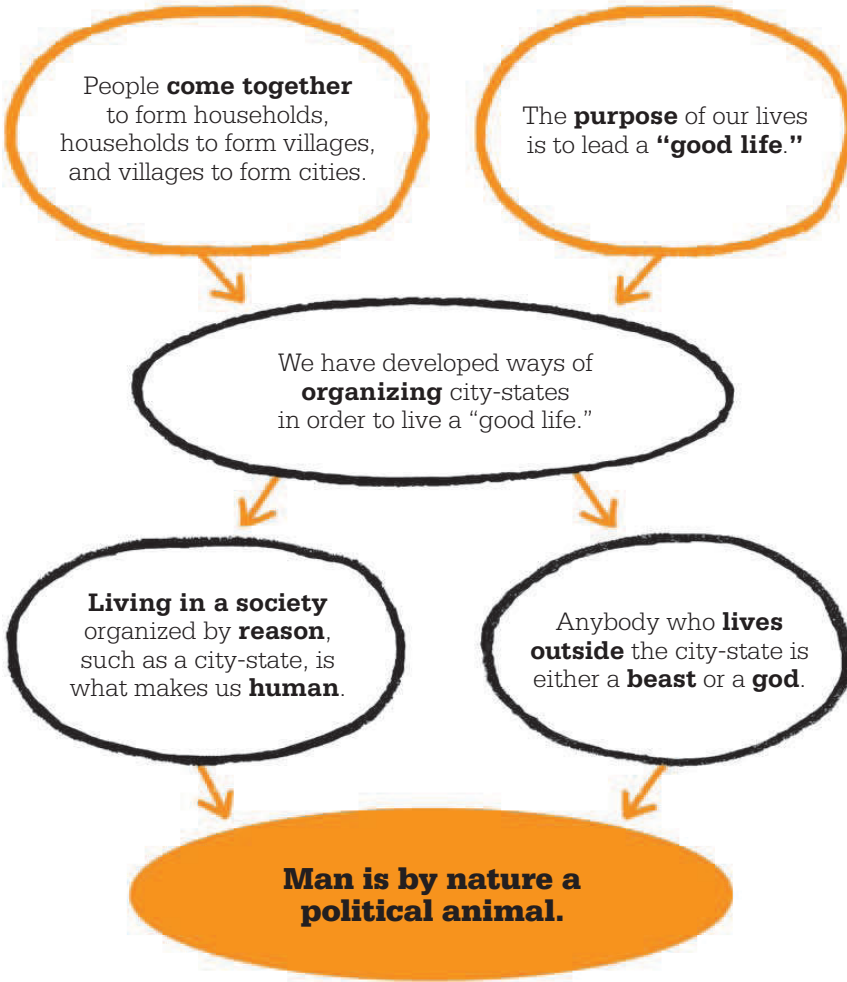 People come together
to form households,
households to form villages,
and villages to form cities.
The purpose of our lives
is to lead a “good life.”
We have developed ways of
organizing city-states
in order to live a “good life.”
Living in a society
organized by reason,
such as a city-state, is
what makes us human.
Anybody who lives
outside the city-state is
either a beast or a god.
Man is by nature a
political animal.